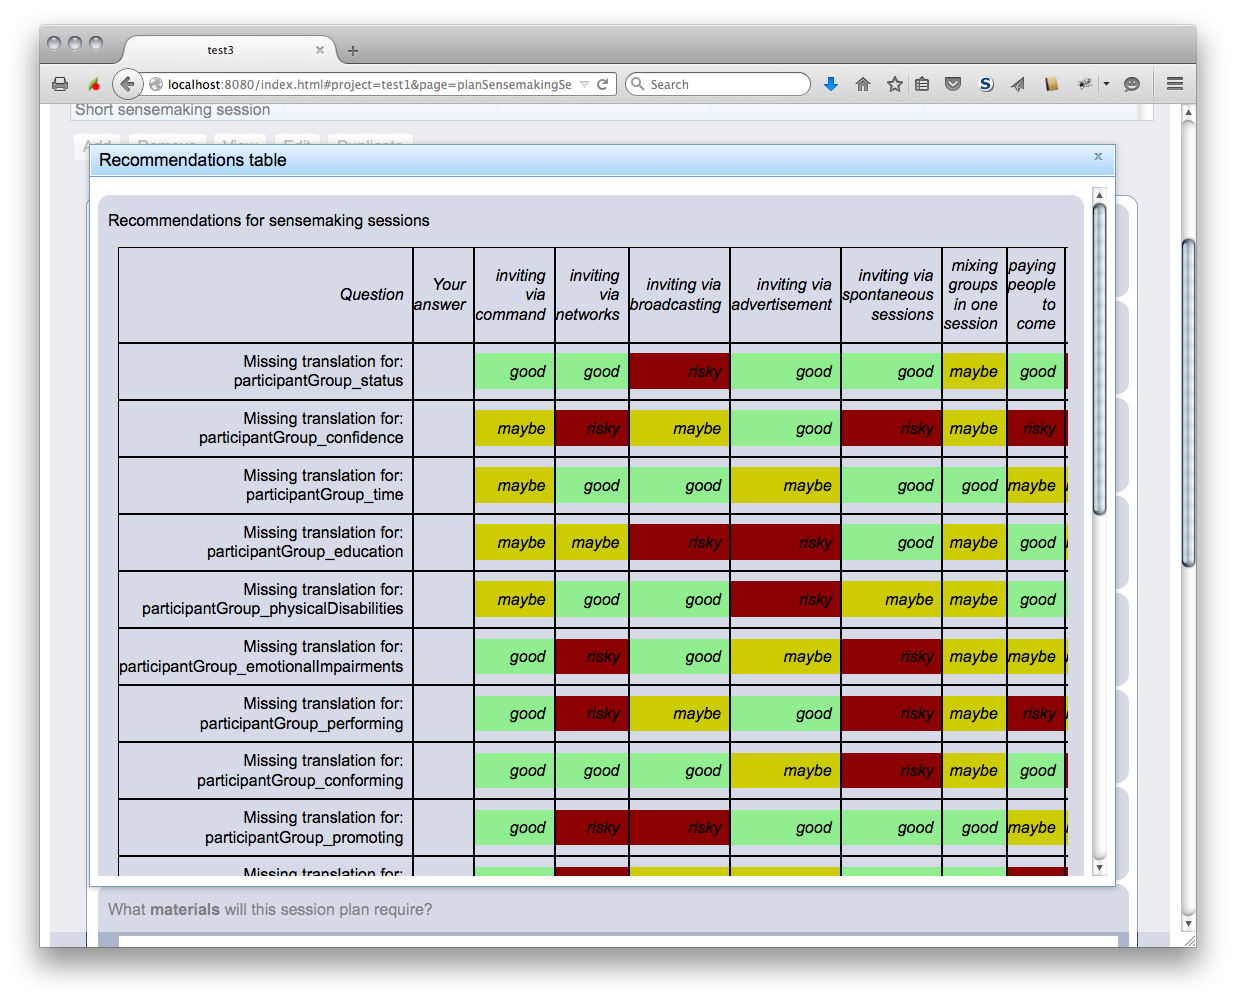 test3
localhost:8080/index.html#project=test1&page=planSensemakingSe
Search
Short sensemaking session
Add Remove View Edit Duplicate
Recommendations table
x
Recommendations for sensemaking sessions
Question
Your answer
inviting via command
inviting via networks
inviting via broadcasting
inviting via advertisement
inviting via spontaneous sessions
mixing groups in one session
paying people to come
Missing translation for:
participantGroup_status
good good risky good good maybe good
Missing translation for:
participantGroup_confidence
maybe risky maybe good risky maybe risky
Missing translation for:
participantGroup_time
maybe good good maybe good good maybe
Missing translation for:
participantGroup_education
maybe maybe risky risky good maybe good
Missing translation for:
participantGroup_physicalDisabilities
maybe good good risky maybe maybe good
Missing translation for:
participantGroup_emotionalImpairments
good risky good maybe risky maybe maybe
Missing translation for:
participantGroup_performing
good risky maybe good risky maybe risky
Missing translation for:
participantGroup_conforming
good good good maybe risky maybe good
Missing translation for:
participantGroup_promoting
good risky risky good good good maybe
Missing translation for:
What materials will this session plan require?